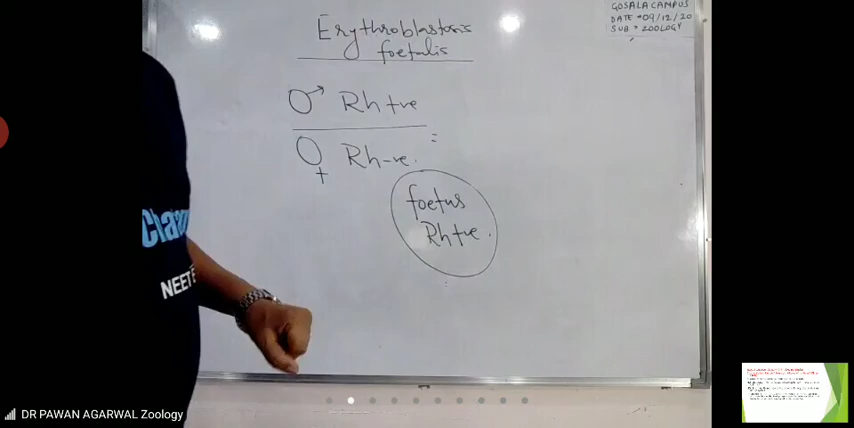 GOSALA CAMPUS
DATE = 09/12/20
SUB = ZOOLOGY
Erythroblastosis
foetalis
♂ Rh +ve
=
♀ Rh -ve.
foetus
Rh +ve.
NEET
DR PAWAN AGARWAL Zoology